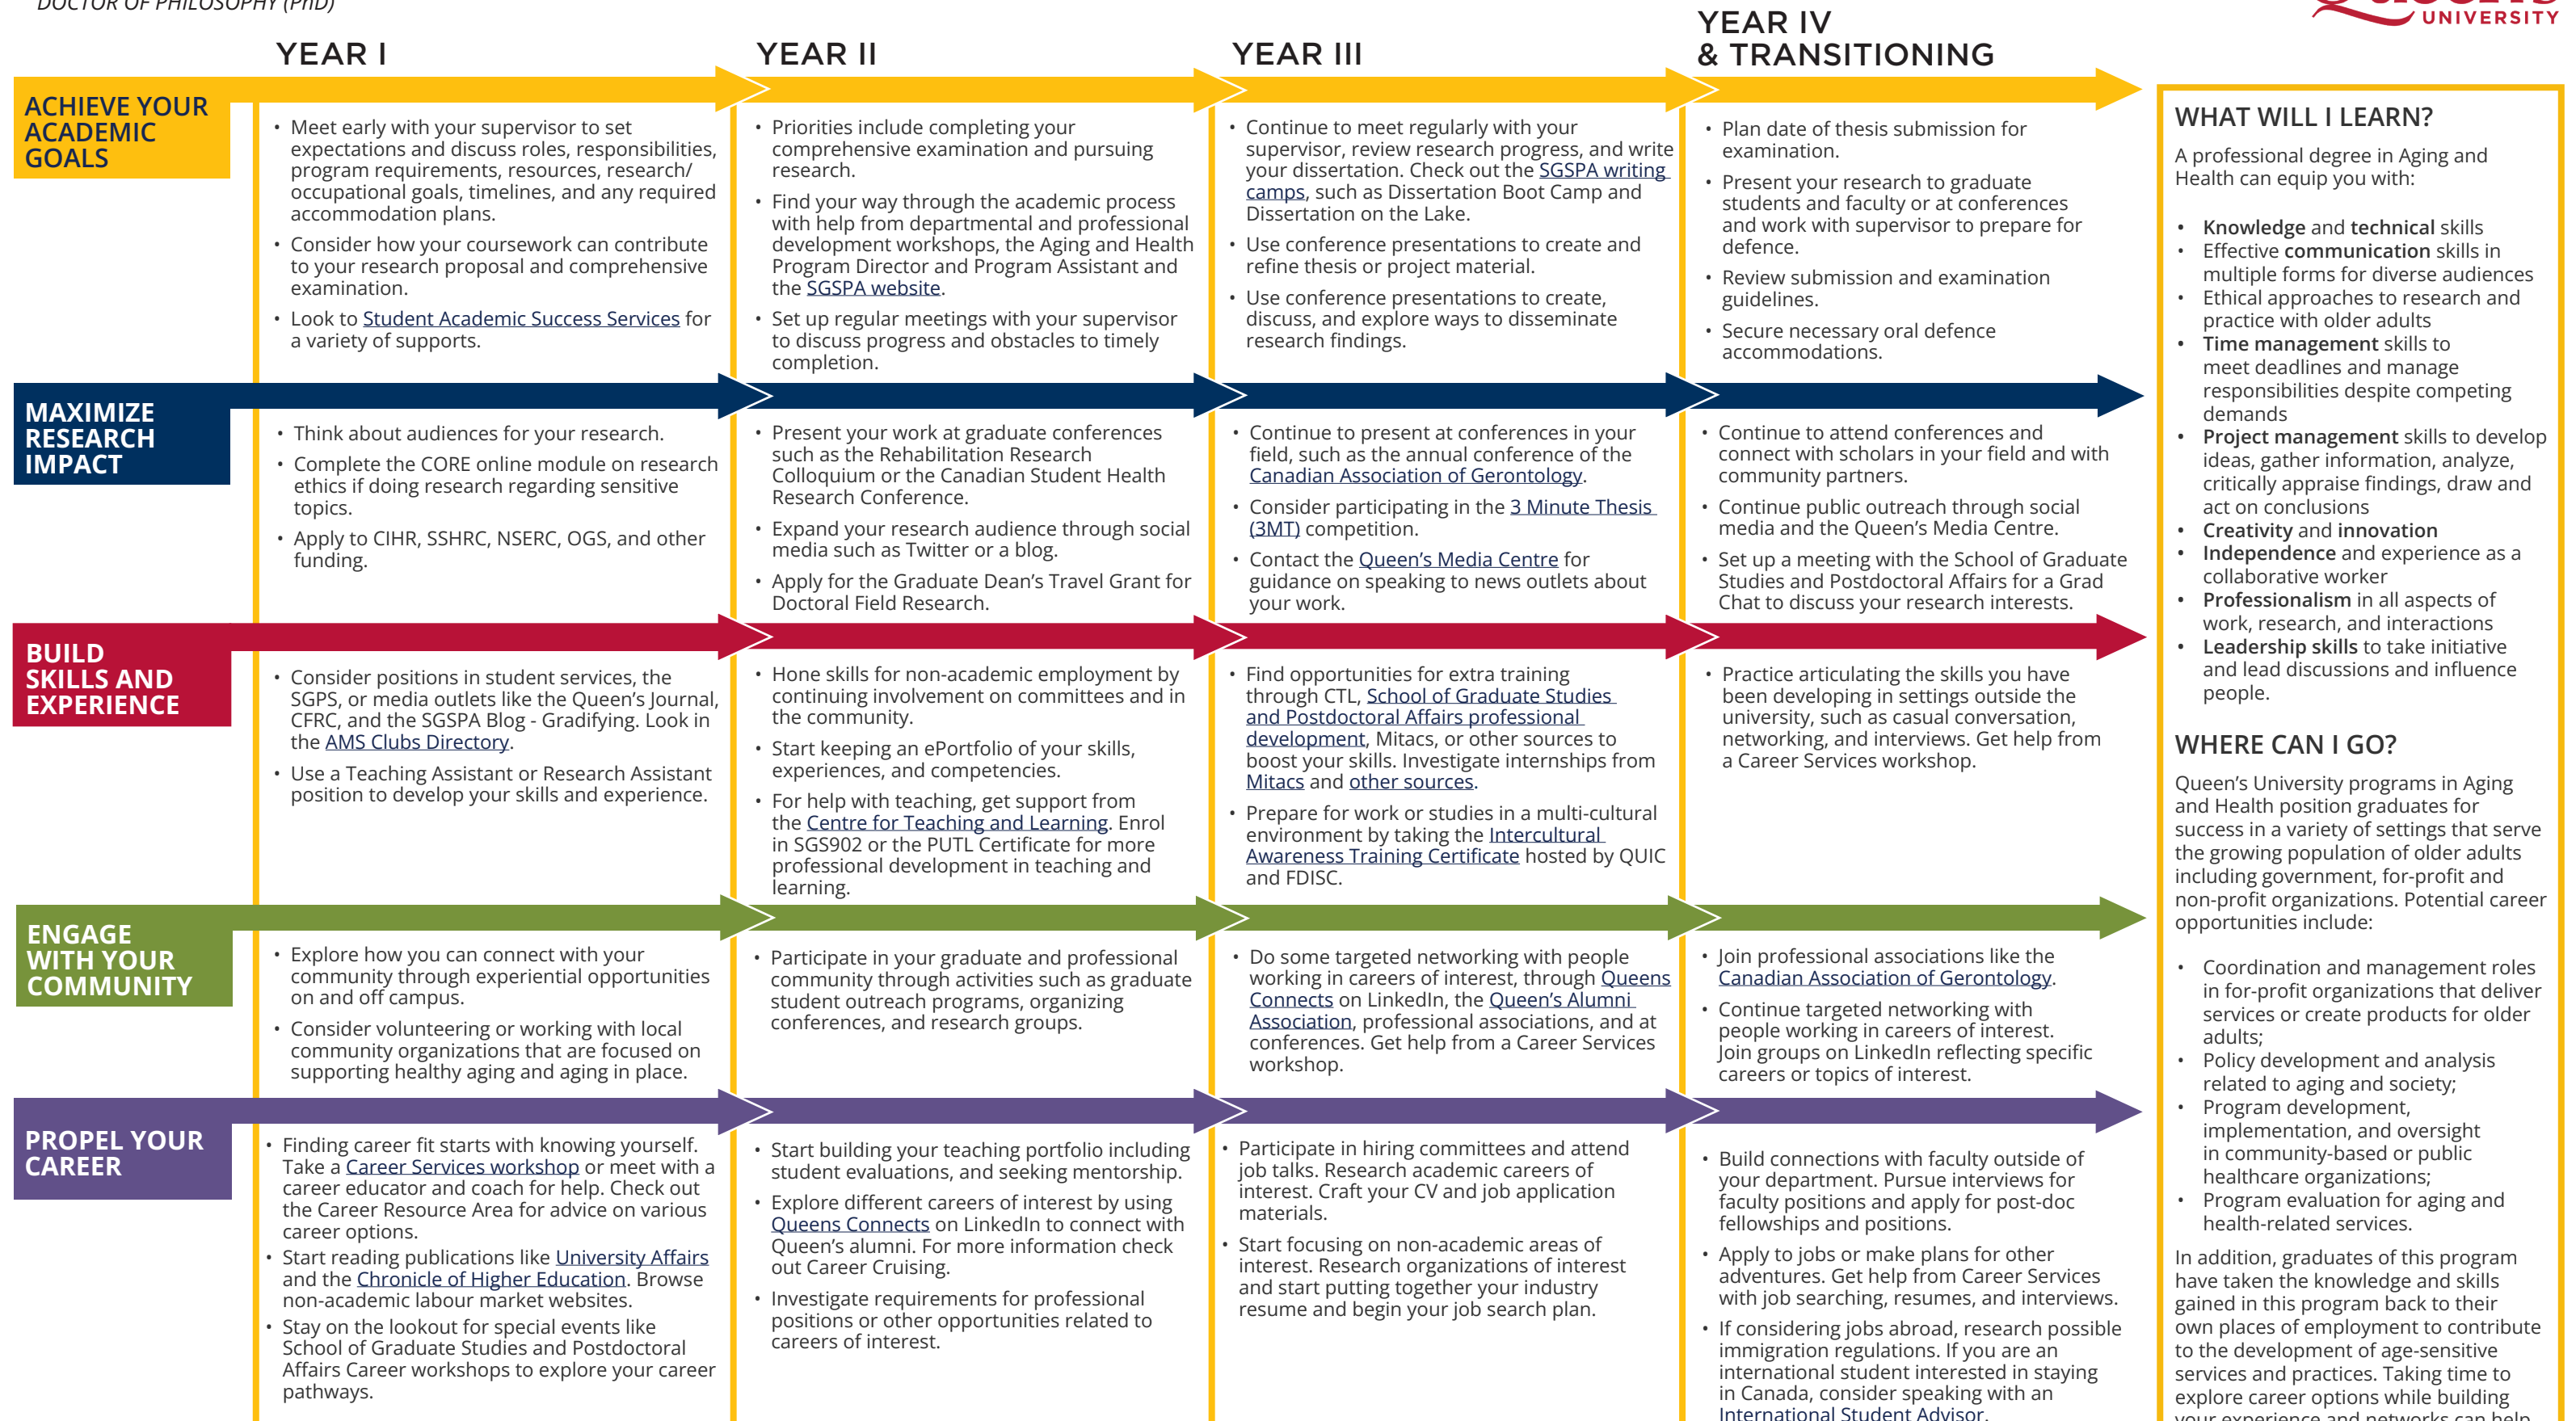 DOCTOR OF PHILOSOPHY (PhD)
UNIVERSITY
YEAR I
YEAR II
YEAR III
YEAR IV
& TRANSITIONING
ACHIEVE YOUR
ACADEMIC
GOALS
• Meet early with your supervisor to set
expectations and discuss roles, responsibilities,
program requirements, resources, research/
occupational goals, timelines, and any required
accommodation plans.
• Consider how your coursework can contribute
to your research proposal and comprehensive
examination.
• Look to Student Academic Success Services for
a variety of supports.
• Priorities include completing your
comprehensive examination and pursuing
research.
• Find your way through the academic process
with help from departmental and professional
development workshops, the Aging and Health
Program Director and Program Assistant and
the SGSPA website.
• Set up regular meetings with your supervisor
to discuss progress and obstacles to timely
completion.
• Continue to meet regularly with your
supervisor, review research progress, and write
your dissertation. Check out the SGSPA writing
camps, such as Dissertation Boot Camp and
Dissertation on the Lake.
• Use conference presentations to create and
refine thesis or project material.
• Use conference presentations to create,
discuss, and explore ways to disseminate
research findings.
• Plan date of thesis submission for
examination.
• Present your research to graduate
students and faculty or at conferences
and work with supervisor to prepare for
defence.
• Review submission and examination
guidelines.
• Secure necessary oral defence
accommodations.
MAXIMIZE
RESEARCH
IMPACT
• Think about audiences for your research.
• Complete the CORE online module on research
ethics if doing research regarding sensitive
topics.
• Apply to CIHR, SSHRC, NSERC, OGS, and other
funding.
• Present your work at graduate conferences
such as the Rehabilitation Research
Colloquium or the Canadian Student Health
Research Conference.
• Expand your research audience through social
media such as Twitter or a blog.
• Apply for the Graduate Dean's Travel Grant for
Doctoral Field Research.
• Continue to present at conferences in your
field, such as the annual conference of the
Canadian Association of Gerontology.
• Consider participating in the 3 Minute Thesis
(3MT) competition.
• Contact the Queen's Media Centre for
guidance on speaking to news outlets about
your work.
• Continue to attend conferences and
connect with scholars in your field and with
community partners.
• Continue public outreach through social
media and the Queen's Media Centre.
• Set up a meeting with the School of Graduate
Studies and Postdoctoral Affairs for a Grad
Chat to discuss your research interests.
BUILD
SKILLS AND
EXPERIENCE
• Consider positions in student services, the
SGPS, or media outlets like the Queen's Journal,
CFRC, and the SGSPA Blog - Gradifying. Look in
the AMS Clubs Directory.
• Use a Teaching Assistant or Research Assistant
position to develop your skills and experience.
• Hone skills for non-academic employment by
continuing involvement on committees and in
the community.
• Start keeping an ePortfolio of your skills,
experiences, and competencies.
• For help with teaching, get support from
the Centre for Teaching and Learning. Enrol
in SGS902 or the PUTL Certificate for more
professional development in teaching and
learning.
• Find opportunities for extra training
through CTL, School of Graduate Studies
and Postdoctoral Affairs professional
development, Mitacs, or other sources to
boost your skills. Investigate internships from
Mitacs and other sources.
• Prepare for work or studies in a multi-cultural
environment by taking the Intercultural
Awareness Training Certificate hosted by QUIC
and FDISC.
• Practice articulating the skills you have
been developing in settings outside the
university, such as casual conversation,
networking, and interviews. Get help from
a Career Services workshop.
ENGAGE
WITH YOUR
COMMUNITY
• Explore how you can connect with your
community through experiential opportunities
on and off campus.
• Consider volunteering or working with local
community organizations that are focused on
supporting healthy aging and aging in place.
• Participate in your graduate and professional
community through activities such as graduate
student outreach programs, organizing
conferences, and research groups.
• Do some targeted networking with people
working in careers of interest, through Queens
Connects on LinkedIn, the Queen's Alumni
Association, professional associations, and at
conferences. Get help from a Career Services
workshop.
• Join professional associations like the
Canadian Association of Gerontology.
• Continue targeted networking with
people working in careers of interest.
Join groups on LinkedIn reflecting specific
careers or topics of interest.
PROPEL YOUR
CAREER
• Finding career fit starts with knowing yourself.
Take a Career Services workshop or meet with a
career educator and coach for help. Check out
the Career Resource Area for advice on various
career options.
• Start reading publications like University Affairs
and the Chronicle of Higher Education. Browse
non-academic labour market websites.
• Stay on the lookout for special events like
School of Graduate Studies and Postdoctoral
Affairs Career workshops to explore your career
pathways.
• Start building your teaching portfolio including
student evaluations, and seeking mentorship.
• Explore different careers of interest by using
Queens Connects on LinkedIn to connect with
Queen's alumni. For more information check
out Career Cruising.
• Investigate requirements for professional
positions or other opportunities related to
careers of interest.
• Participate in hiring committees and attend
job talks. Research academic careers of
interest. Craft your CV and job application
materials.
• Start focusing on non-academic areas of
interest. Research organizations of interest
and start putting together your industry
resume and begin your job search plan.
• Build connections with faculty outside of
your department. Pursue interviews for
faculty positions and apply for post-doc
fellowships and positions.
• Apply to jobs or make plans for other
adventures. Get help from Career Services
with job searching, resumes, and interviews.
• If considering jobs abroad, research possible
immigration regulations. If you are an
international student interested in staying
in Canada, consider speaking with an
International Student Advisor.
WHAT WILL I LEARN?
A professional degree in Aging and
Health can equip you with:
• Knowledge and technical skills
• Effective communication skills in
multiple forms for diverse audiences
• Ethical approaches to research and
practice with older adults
• Time management skills to
meet deadlines and manage
responsibilities despite competing
demands
• Project management skills to develop
ideas, gather information, analyze,
critically appraise findings, draw and
act on conclusions
• Creativity and innovation
• Independence and experience as a
collaborative worker
• Professionalism in all aspects of
work, research, and interactions
• Leadership skills to take initiative
and lead discussions and influence
people.
WHERE CAN I GO?
Queen's University programs in Aging
and Health position graduates for
success in a variety of settings that serve
the growing population of older adults
including government, for-profit and
non-profit organizations. Potential career
opportunities include:
• Coordination and management roles
in for-profit organizations that deliver
services or create products for older
adults;
• Policy development and analysis
related to aging and society;
• Program development,
implementation, and oversight
in community-based or public
healthcare organizations;
• Program evaluation for aging and
health-related services.
In addition, graduates of this program
have taken the knowledge and skills
gained in this program back to their
own places of employment to contribute
to the development of age-sensitive
services and practices. Taking time to
explore career options while building
your experience and networks can help